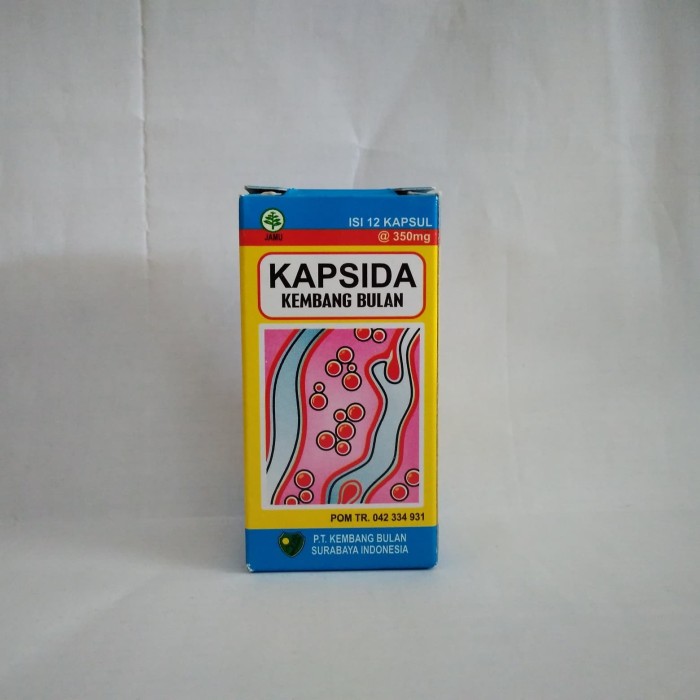 ISI 12 KAPSUL
JAMU
@ 350mg
KAPSIDA
KEMBANG BULAN
POM TR. 042 334 931
P.T. KEMBANG BULAN
SURABAYA INDONESIA